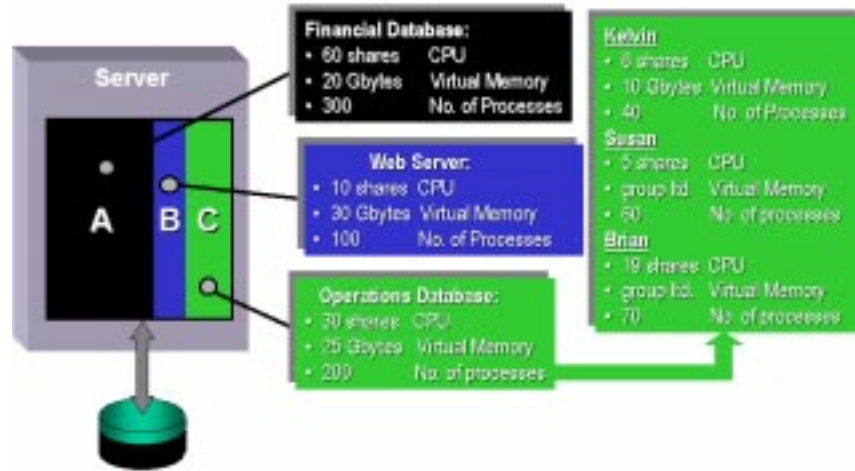 Server
A
B
C
Financial Database:
• 60 shares CPU
• 20 Gbytes Virtual Memory
• 300 No. of Processes
Web Server:
• 10 shares CPU
• 30 Gbytes Virtual Memory
• 100 No. of Processes
Operations Database:
• 30 shares CPU
• 25 Gbytes Virtual Memory
• 200 No. of processes
Kelvin
• 6 shares CPU
• 10 Gbytes Virtual Memory
• 40 No. of Processes
Susan
• 5 shares CPU
• group ltd. Virtual Memory
• 60 No. of processes
Brian
• 19 shares CPU
• group ltd. Virtual Memory
• 70 No. of processes